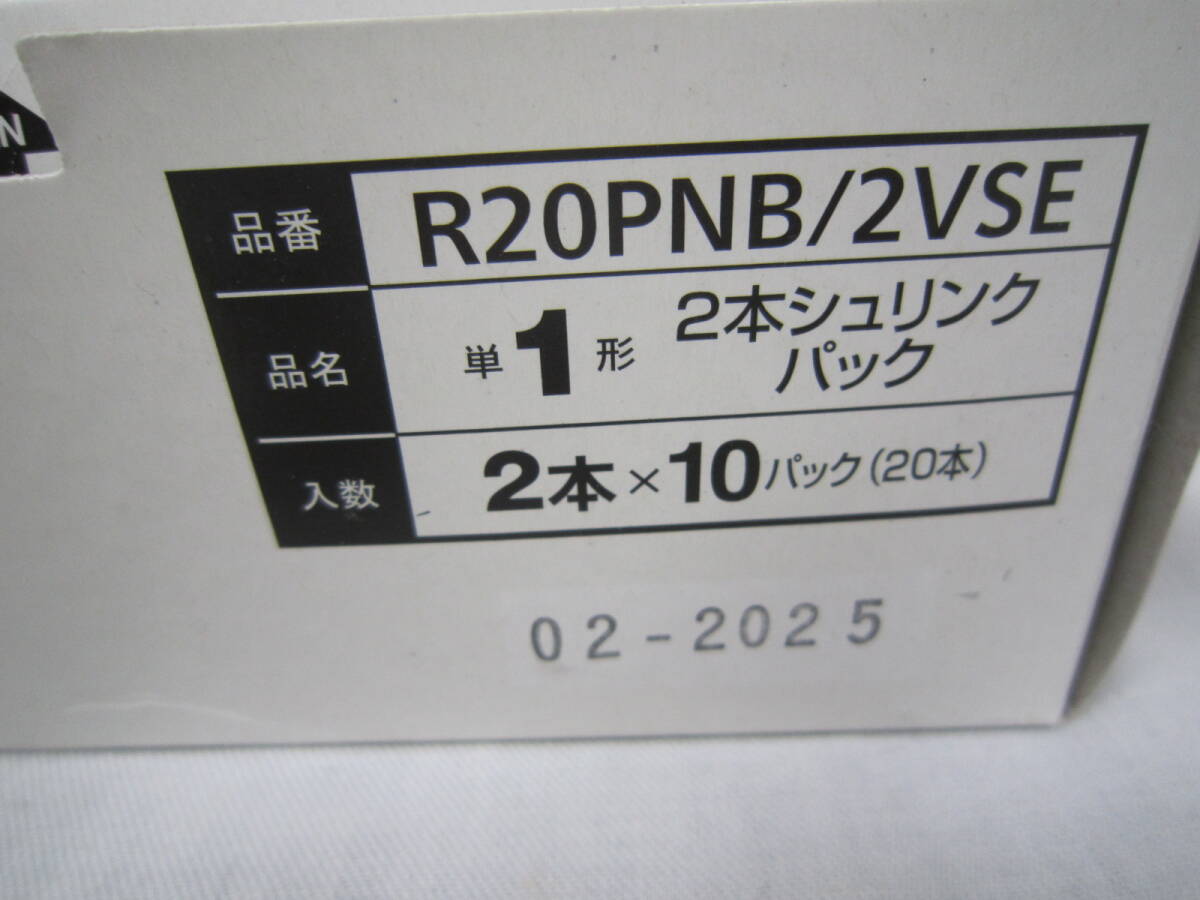 N
品番 R20PNB/2VSE
品名 単1形 2本シュリンク
パック
入数 2本×10パック(20本)
02-2025